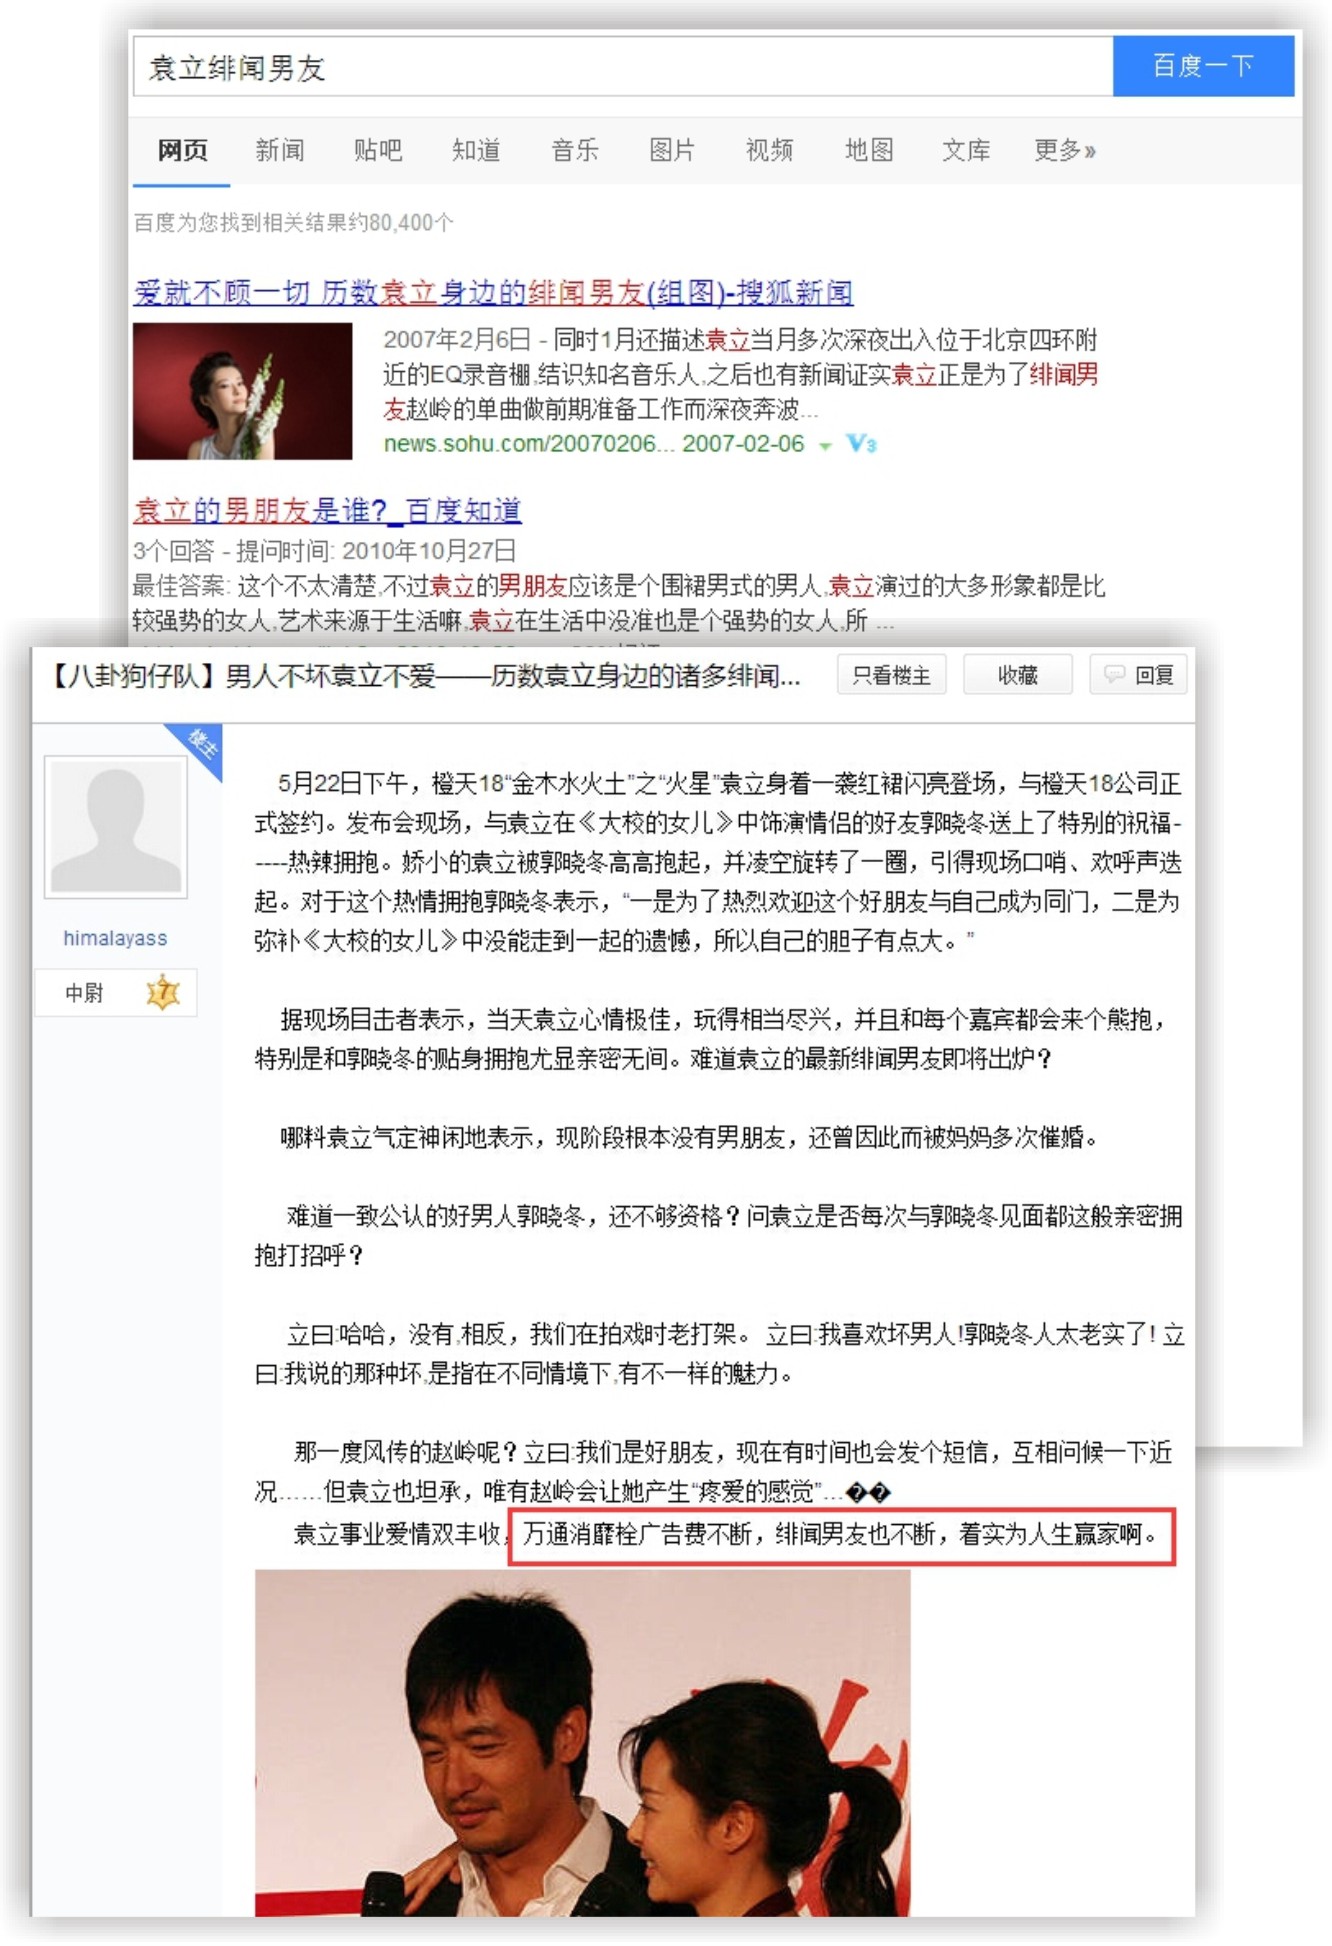 袁立绯闻男友
百度一下
网页 新闻 贴吧 知道 音乐 图片 视频 地图 文库 更多»
百度为您找到相关结果约80,400个
爱就不顾一切 历数袁立身边的绯闻男友(组图)-搜狐新闻
2007年2月6日 - 同时1月还描述袁立当月多次深夜出入位于北京四环附
近的EQ录音棚,结识知名音乐人,之后也有新闻证实袁立正是为了绯闻男
友赵岭的单曲做前期准备工作而深夜奔波...
news.sohu.com/20070206... 2007-02-06 V3
袁立的男朋友是谁?_百度知道
3个回答 - 提问时间: 2010年10月27日
最佳答案: 这个不太清楚,不过袁立的男朋友应该是个围裙男式的男人,袁立演过的大多形象都是比
较强势的女人,艺术来源于生活嘛,袁立在生活中没准也是个强势的女人,所 ...
【八卦狗仔队】男人不坏袁立不爱——历数袁立身边的诸多绯闻... 只看楼主 收藏 回复
楼主
himalayass
中尉 7
5月22日下午，橙天18“金木水火土”之“火星”袁立身着一袭红裙闪亮登场，与橙天18公司正
式签约。发布会现场，与袁立在《大校的女儿》中饰演情侣的好友郭晓冬送上了特别的祝福-
----热辣拥抱。娇小的袁立被郭晓冬高高抱起，并凌空旋转了一圈，引得现场口哨、欢呼声迭
起。对于这个热情拥抱郭晓冬表示，“一是为了热烈欢迎这个好朋友与自己成为同门，二是为
弥补《大校的女儿》中没能走到一起的遗憾，所以自己的胆子有点大。”
据现场目击者表示，当天袁立心情极佳，玩得相当尽兴，并且和每个嘉宾都会来个熊抱，
特别是和郭晓冬的贴身拥抱尤显亲密无间。难道袁立的最新绯闻男友即将出炉？
哪料袁立气定神闲地表示，现阶段根本没有男朋友，还曾因此而被妈妈多次催婚。
难道一致公认的好男人郭晓冬，还不够资格？问袁立是否每次与郭晓冬见面都这般亲密拥
抱打招呼？
立曰:哈哈，没有,相反，我们在拍戏时老打架。 立曰:我喜欢坏男人!郭晓冬人太老实了! 立
曰:我说的那种坏,是指在不同情境下,有不一样的魅力。
那一度风传的赵岭呢？立曰:我们是好朋友，现在有时间也会发个短信，互相问候一下近
况……但袁立也坦承，唯有赵岭会让她产生“疼爱的感觉”…��
袁立事业爱情双丰收，万通消靡栓广告费不断，绯闻男友也不断，着实为人生赢家啊。